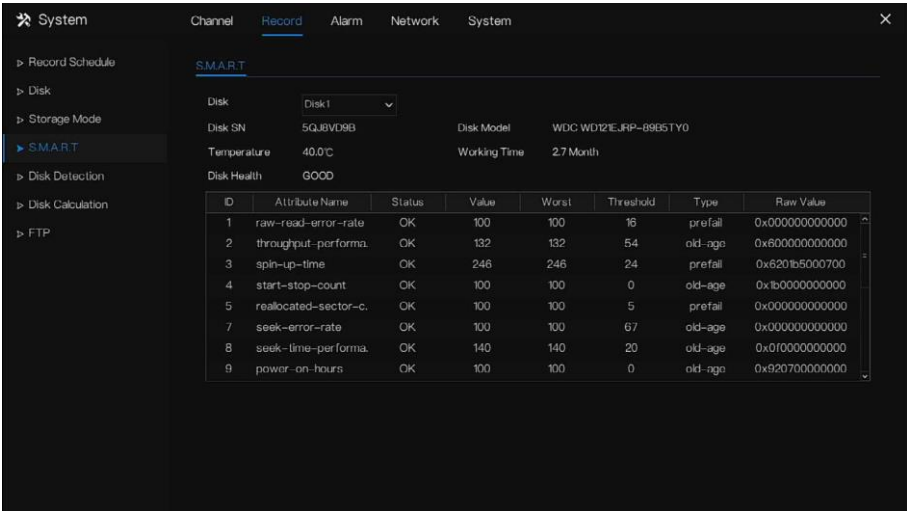 System Channel Record Alarm Network System
Record Schedule
Disk
Storage Mode
S.M.A.R.T
Disk Detection
Disk Calculation
FTP
S.M.A.R.T
Disk Disk1
Disk SN 5QJ8VD9B Disk Model WDC WD121EJRP-89B5TY0
Temperature 40.0℃ Working Time 2.7 Month
Disk Health GOOD
ID Attribute Name Status Value Worst Threshold Type Raw Value
1 raw-read-error-rate OK 100 100 16 prefail 0x000000000000
2 throughput-performa. OK 132 132 54 old-age 0x600000000000
3 spin-up-time OK 246 246 24 prefail 0x6201b5000700
4 start-stop-count OK 100 100 0 old-age 0x1b0000000000
5 reallocated-sector-c. OK 100 100 5 prefail 0x000000000000
7 seek-error-rate OK 100 100 67 old-age 0x000000000000
8 seek-time-performa. OK 140 140 20 old-age 0x0f0000000000
9 power-on-hours OK 100 100 0 old-age 0x920700000000